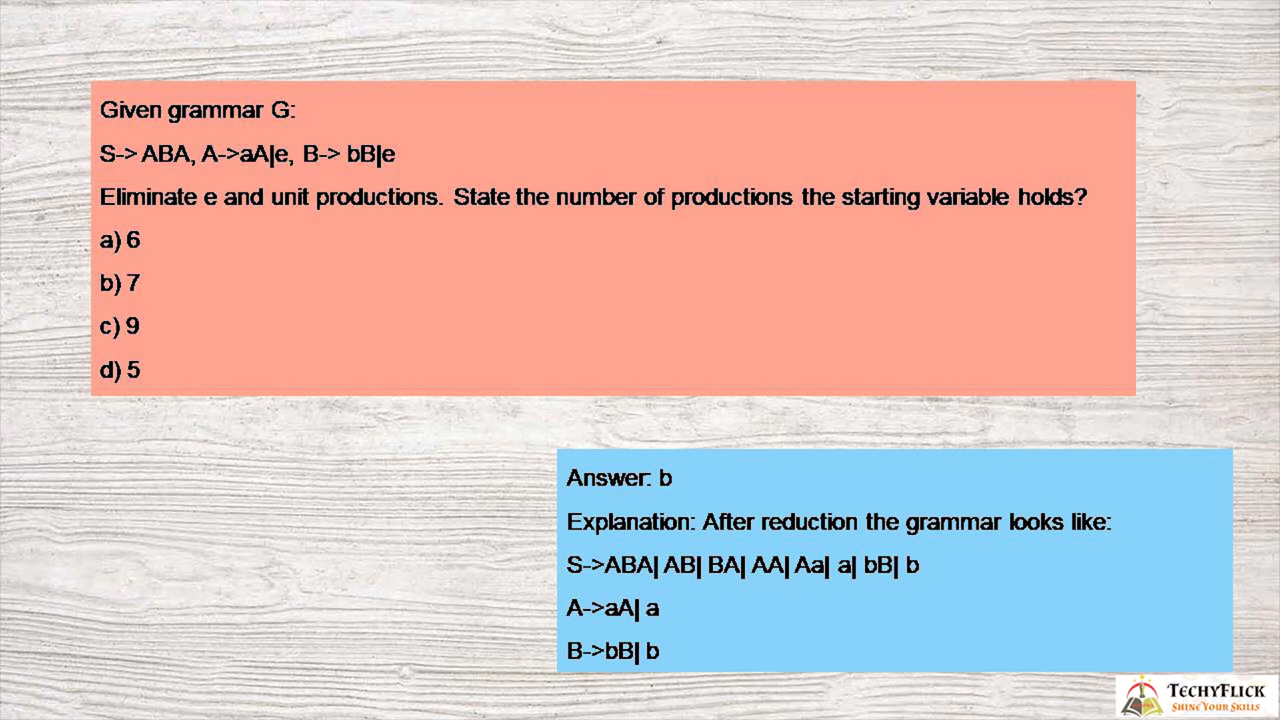 Given grammar G:
S-> ABA, A->aA|e, B-> bB|e
Eliminate e and unit productions. State the number of productions the starting variable holds?
a) 6
b) 7
c) 9
d) 5
Answer: b
Explanation: After reduction the grammar looks like:
S->ABA| AB| BA| AA| Aa| a| bB| b
A->aA| a
B->bB| b
TECHYFLICK
SHINE YOUR SKILLS